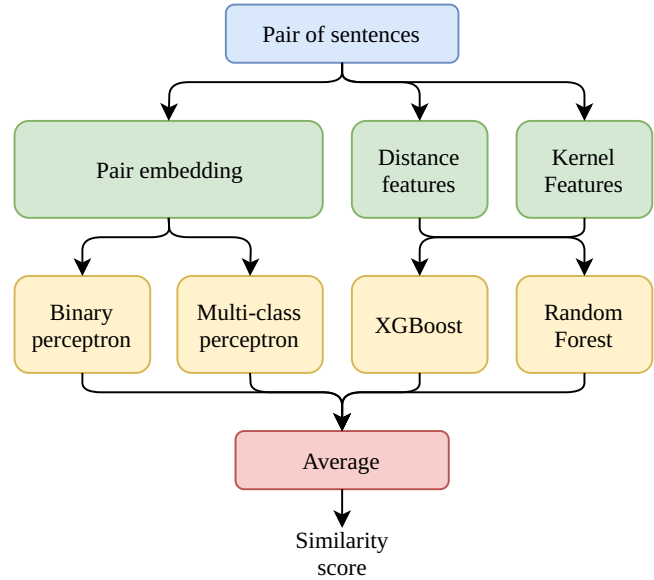 Pair of sentences
Pair embedding
Distance
features
Kernel
Features
Binary
perceptron
Multi-class
perceptron
XGBoost
Random
Forest
Average
Similarity
score